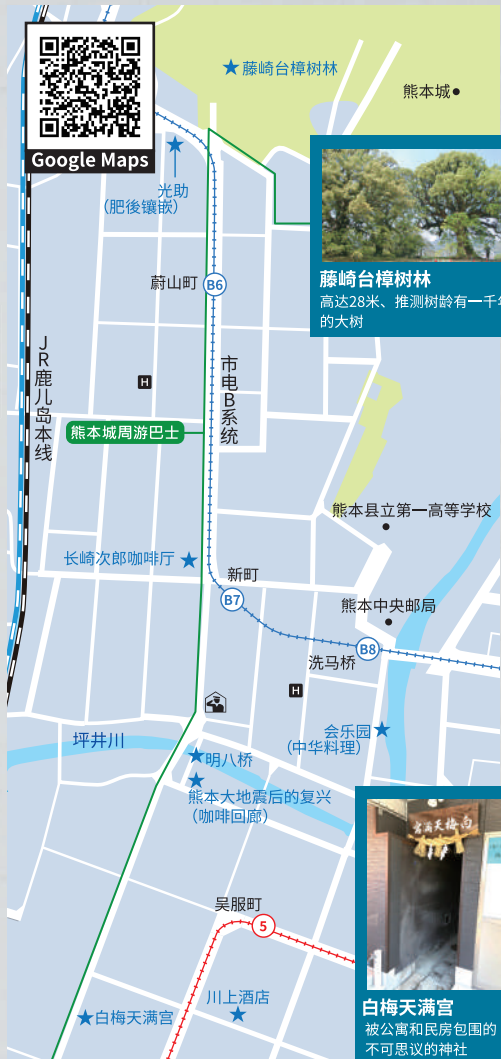 Google Maps
★藤崎台樟树林
熊本城●
光助
（肥後镶嵌）
藤崎台樟树林
高达28米、推测树龄有一千年
的大树
蔚山町
B6
JR鹿儿岛本线
市电B系统
H
熊本城周游巴士
熊本县立第一高等学校
长崎次郎咖啡厅★
新町
B7
熊本中央邮局
B8
洗马桥
H
会乐园★
（中华料理）
坪井川
★明八桥
★
熊本大地震后的复兴
（咖啡回廊）
吴服町
5
南梅天满宫
川上酒店
★白梅天满宫
白梅天满宫
被公寓和民房包围的
不可思议的神社